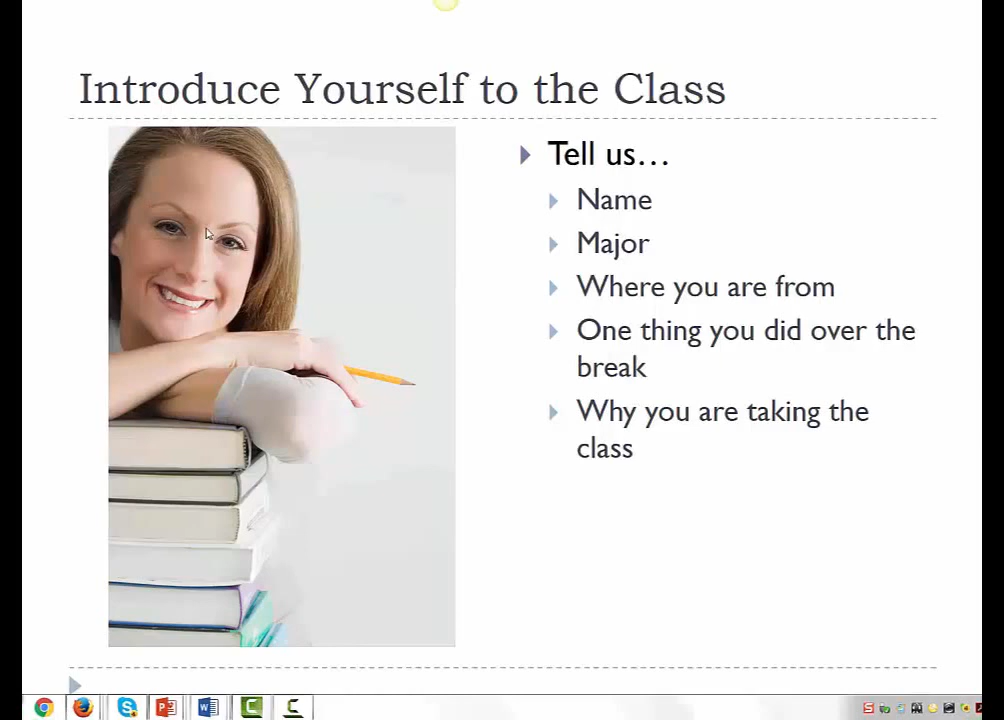 Introduce Yourself to the Class
Tell us…
Name
Major
Where you are from
One thing you did over the
break
Why you are taking the
class